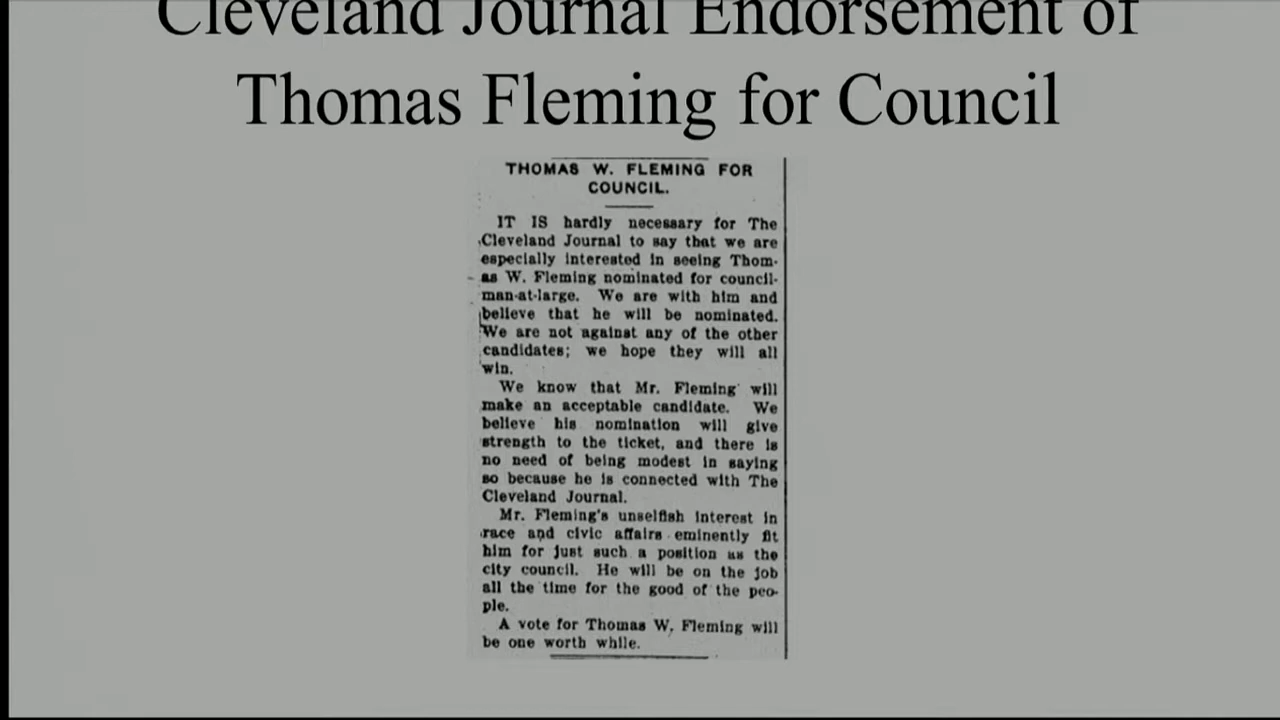 Cleveland Journal Endorsement of
Thomas Fleming for Council
THOMAS W. FLEMING FOR
COUNCIL.
IT IS hardly necessary for The
Cleveland Journal to say that we are
especially interested in seeing Thom-
as W. Fleming nominated for council-
man-at-large. We are with him and
believe that he will be nominated.
We are not against any of the other
candidates; we hope they will all
win.
We know that Mr. Fleming will
make an acceptable candidate. We
believe his nomination will give
strength to the ticket, and there is
no need of being modest in saying
so because he is connected with The
Cleveland Journal.
Mr. Fleming's unselfish interest in
race and civic affairs eminently fit
him for just such a position as the
city council. He will be on the job
all the time for the good of the peo-
ple.
A vote for Thomas W. Fleming will
be one worth while.